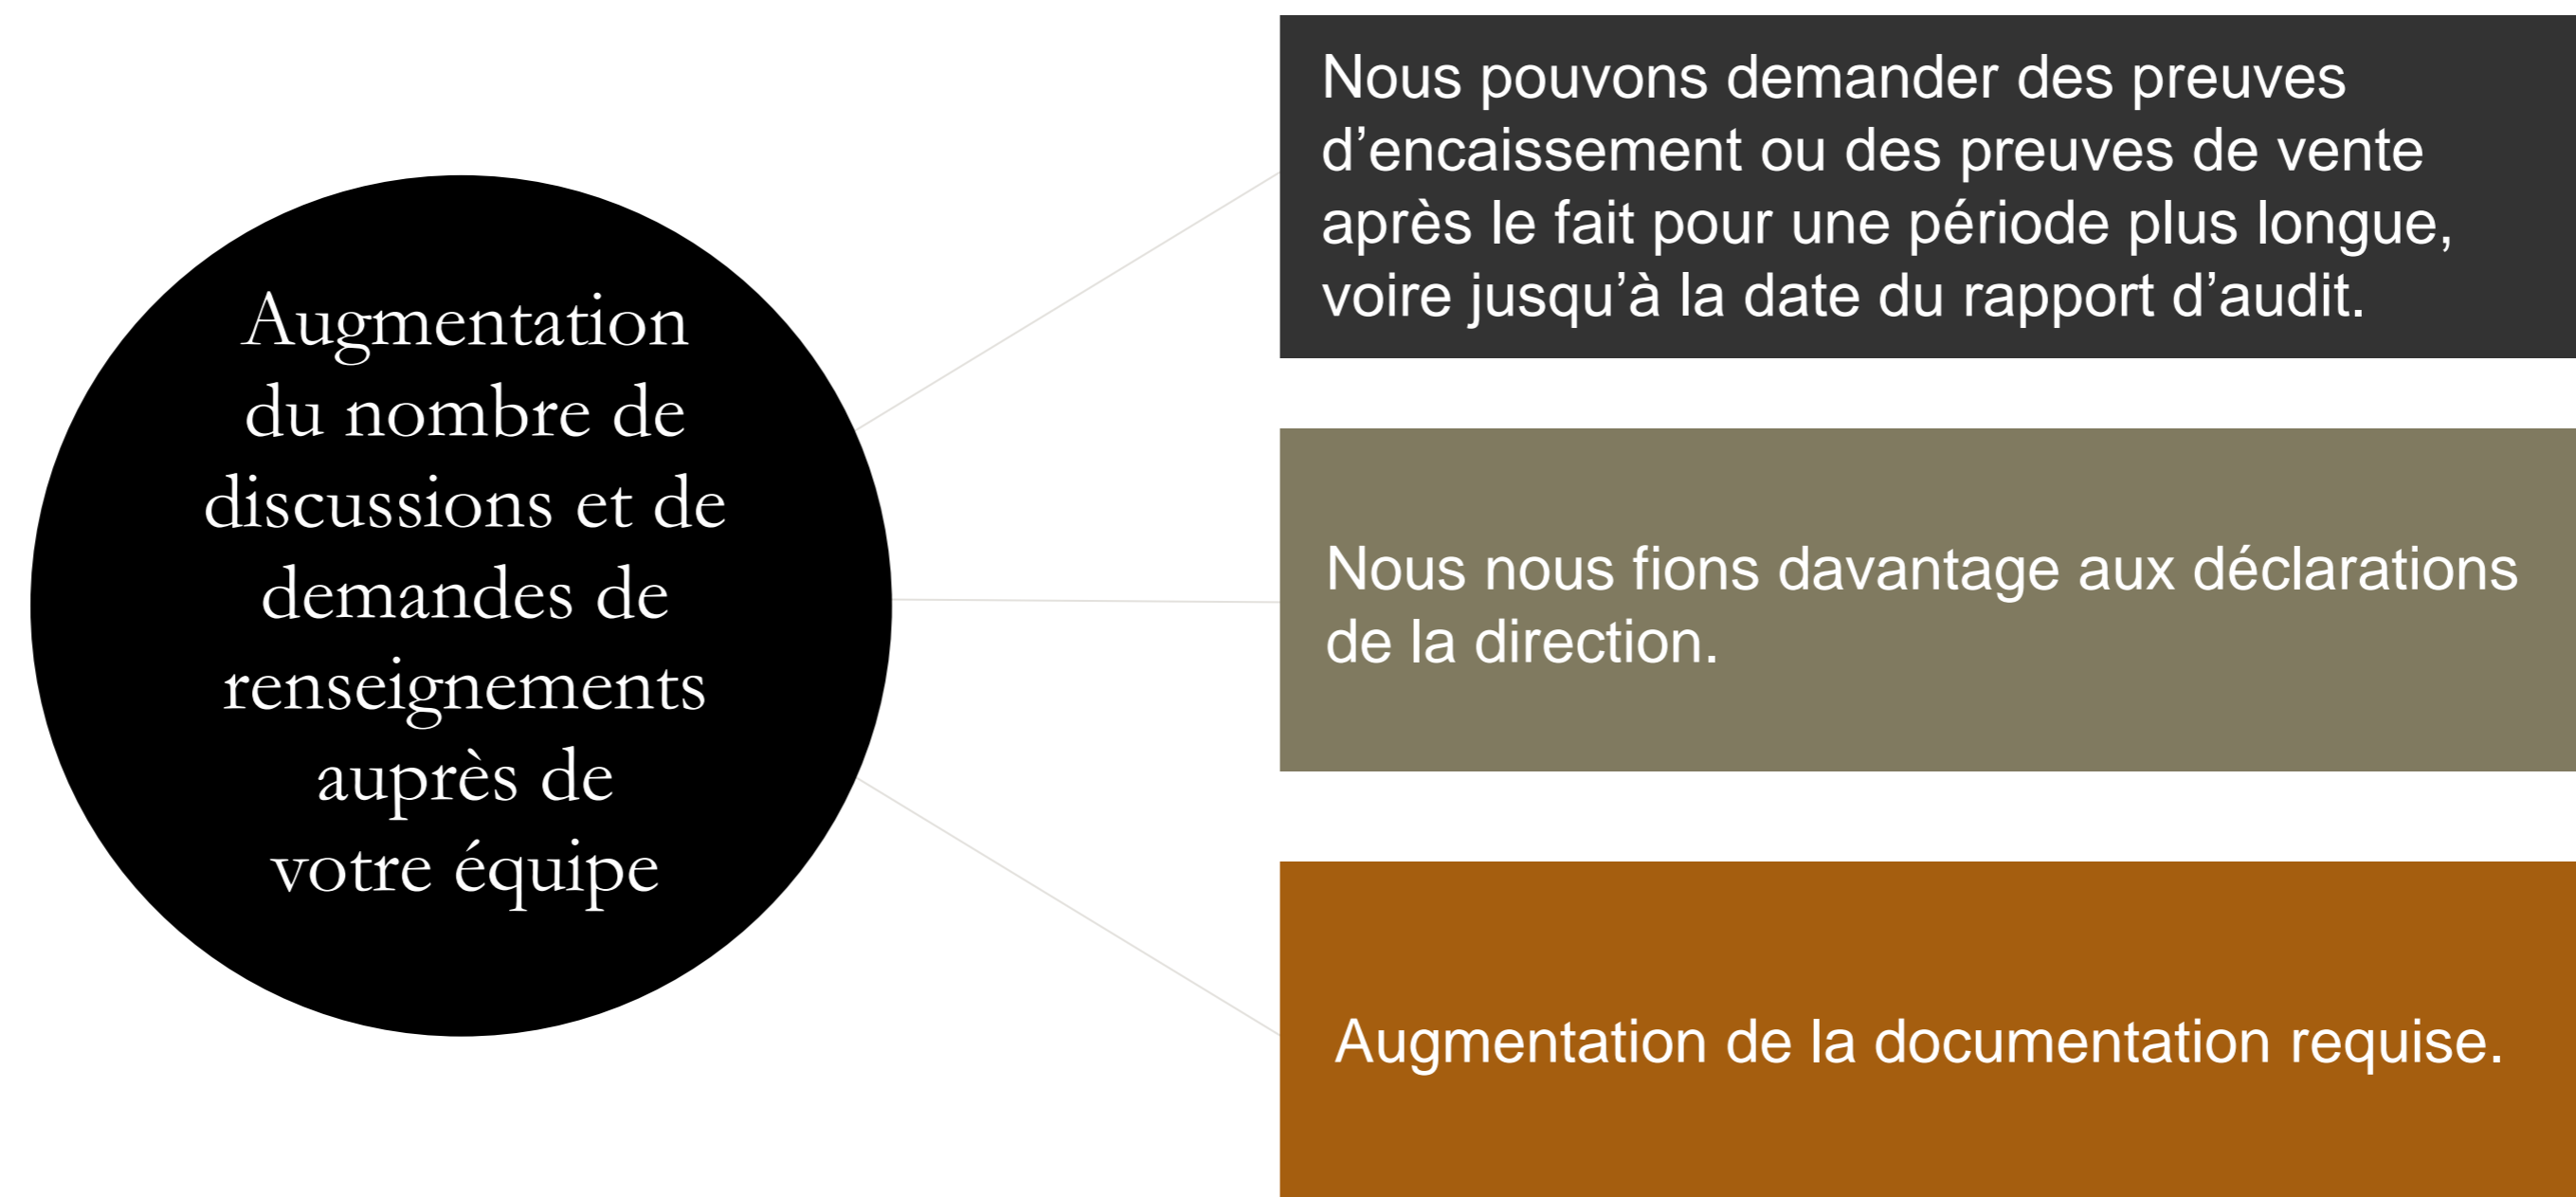 Augmentation
du nombre de
discussions et de
demandes de
renseignements
auprès de
votre équipe
Nous pouvons demander des preuves
d’encaissement ou des preuves de vente
après le fait pour une période plus longue,
voire jusqu’à la date du rapport d’audit.
Nous nous fions davantage aux déclarations
de la direction.
Augmentation de la documentation requise.